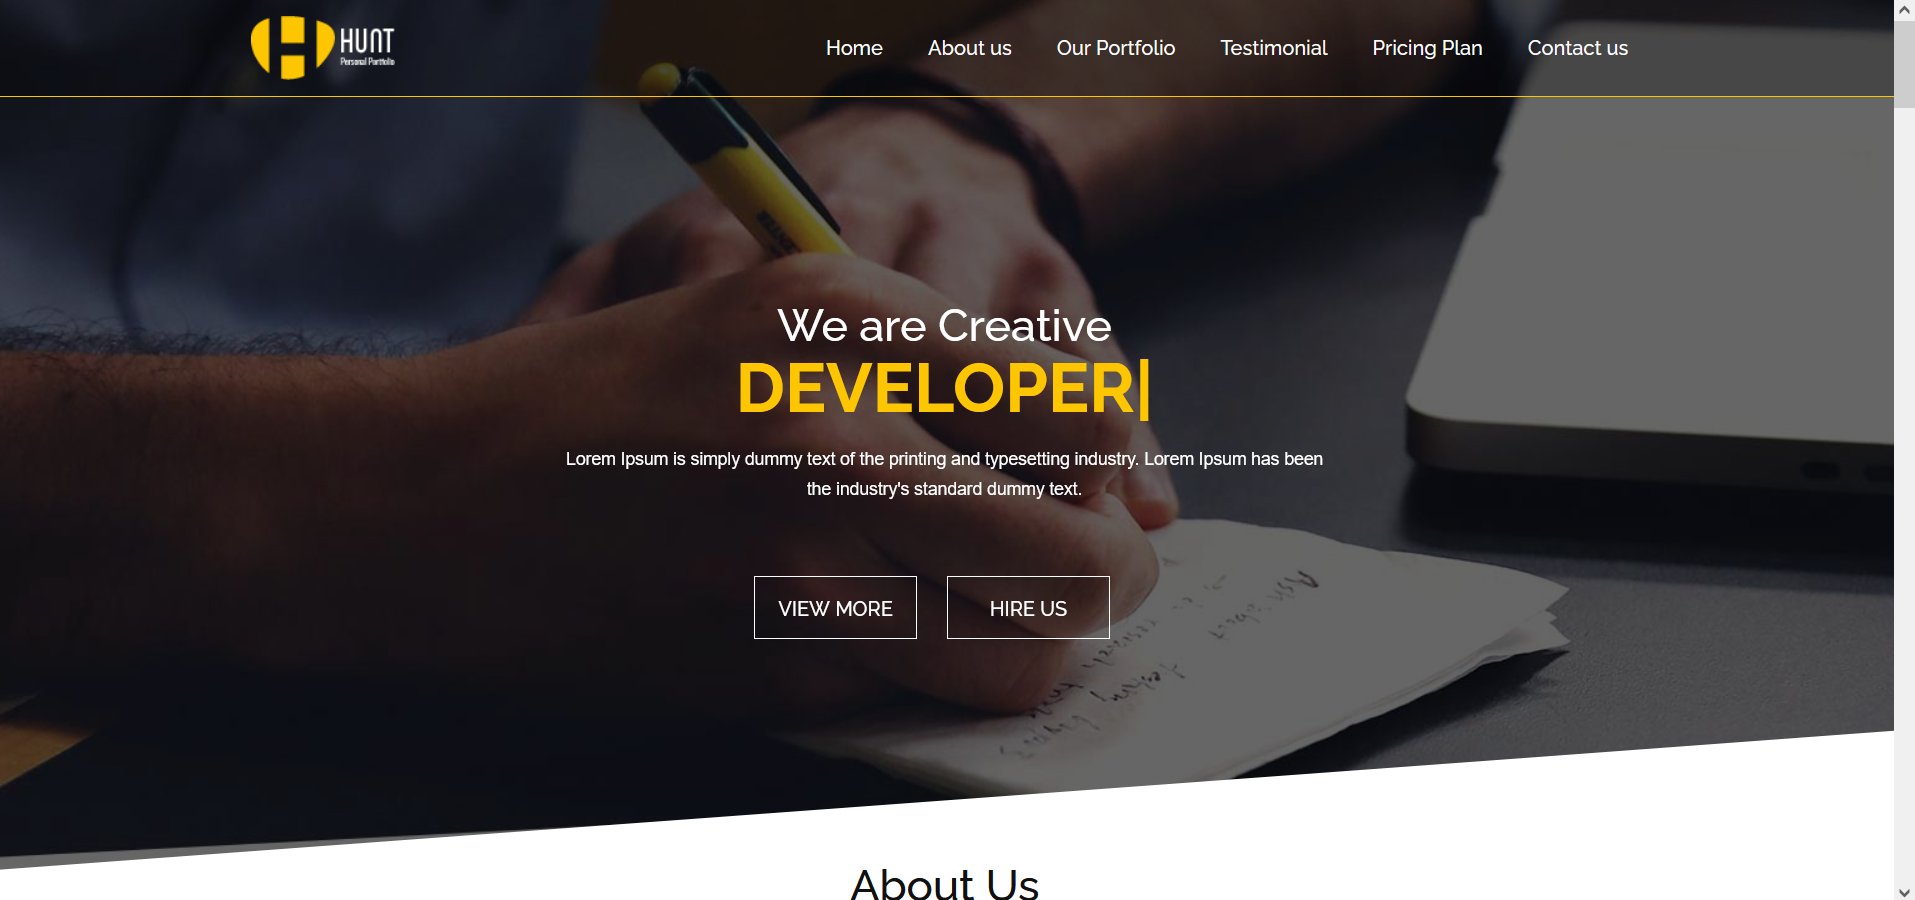 HUNT
Personal Portfolio
Home About us Our Portfolio Testimonial Pricing Plan Contact us
We are Creative
DEVELOPER|
Lorem Ipsum is simply dummy text of the printing and typesetting industry. Lorem Ipsum has been
the industry's standard dummy text.
VIEW MORE HIRE US
About Us